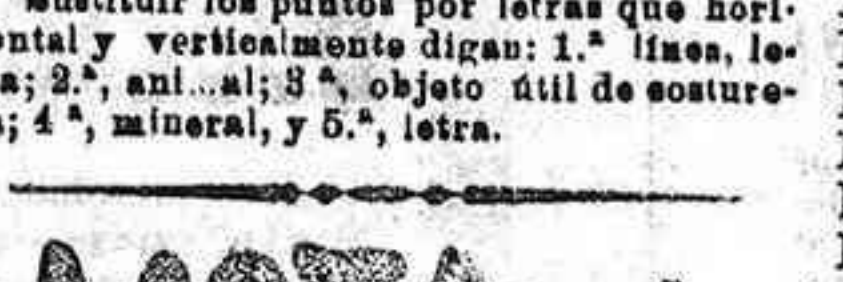 sustituir los puntos por letras que hori-
ontal y verticalmente digan: 1.ª línea, le-
a; 2.ª, ani...al; 3 ª, objeto útil de costure-
; 4 ª, mineral, y 5.ª, letra.